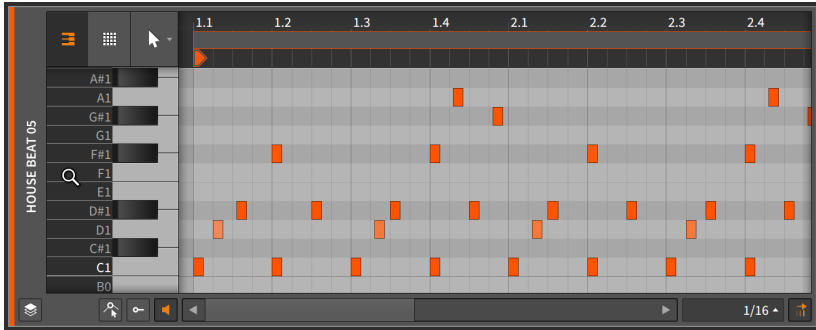 1.1 1.2 1.3 1.4 2.1 2.2 2.3 2.4
HOUSE BEAT 05
A#1
A1
G#1
G1
F#1
F1
E1
D#1
D1
C#1
C1
B0
1/16